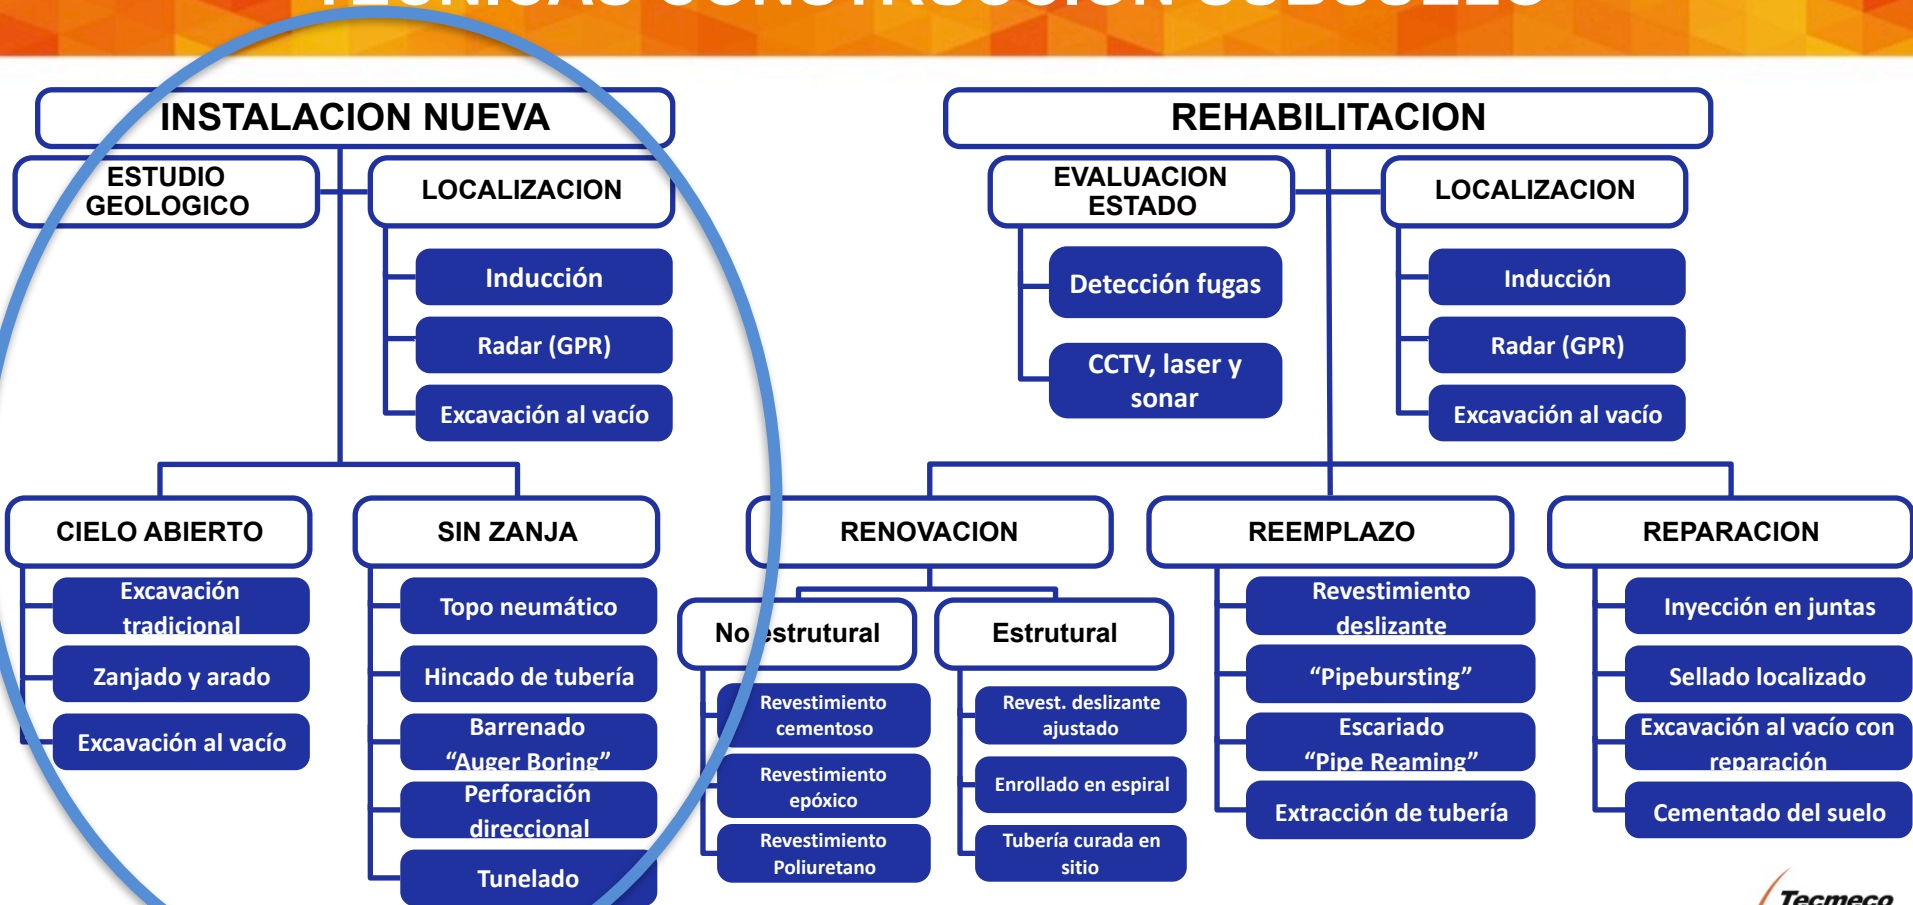 TECNICAS CONSTRUCCION SUBSUELO
INSTALACION NUEVA
ESTUDIO
GEOLOGICO
LOCALIZACION
Inducción
Radar (GPR)
Excavación al vacío
CIELO ABIERTO
Excavación
tradicional
Zanjado y arado
Excavación al vacío
SIN ZANJA
Topo neumático
Hincado de tubería
Barrenado
“Auger Boring”
Perforación
direccional
Tunelado
REHABILITACION
EVALUACION
ESTADO
Detección fugas
CCTV, laser y
sonar
LOCALIZACION
Inducción
Radar (GPR)
Excavación al vacío
RENOVACION
No estrutural
Revestimiento
cementoso
Revestimiento
epóxico
Revestimiento
Poliuretano
Estrutural
Revest. deslizante
ajustado
Enrollado en espiral
Tubería curada en
sitio
REEMPLAZO
Revestimiento
deslizante
“Pipebursting”
Escariado
“Pipe Reaming”
Extracción de tubería
REPARACION
Inyección en juntas
Sellado localizado
Excavación al vacío con
reparación
Cementado del suelo
Tecmeco